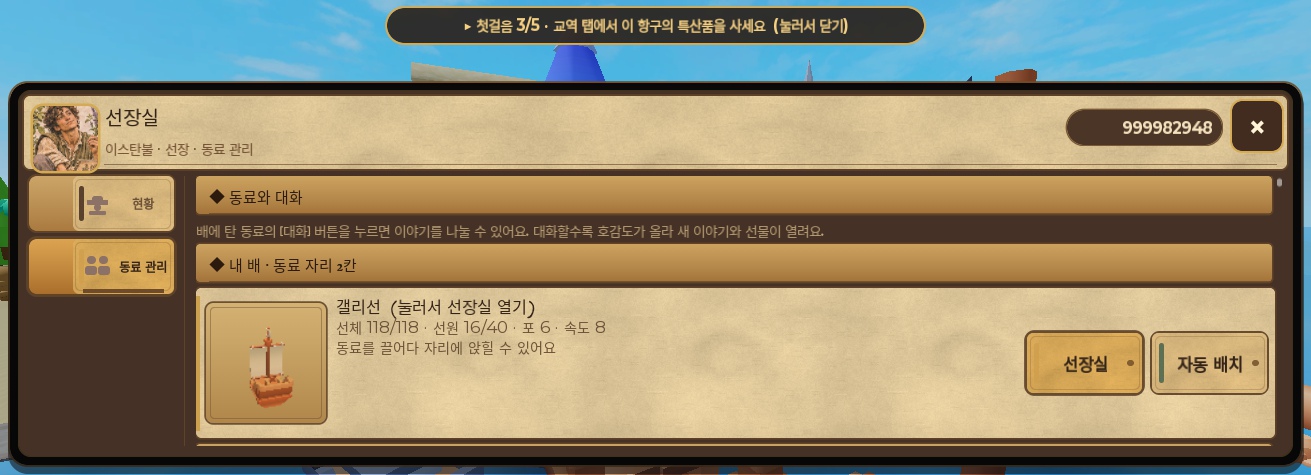 ▸ 첫걸음 3/5 · 교역 탭에서 이 항구의 특산품을 사세요 (눌러서 닫기)
선장실
이스탄불 · 선장 · 동료 관리
999982948
×
현황
동료 관리
◆ 동료와 대화
배에 탄 동료의 [대화] 버튼을 누르면 이야기를 나눌 수 있어요. 대화할수록 호감도가 올라 새 이야기와 선물이 열려요.
◆ 내 배 · 동료 자리 2칸
갤리선 (눌러서 선장실 열기)
선체 118/118 · 선원 16/40 · 포 6 · 속도 8
동료를 끌어다 자리에 앉힐 수 있어요
선장실
자동 배치